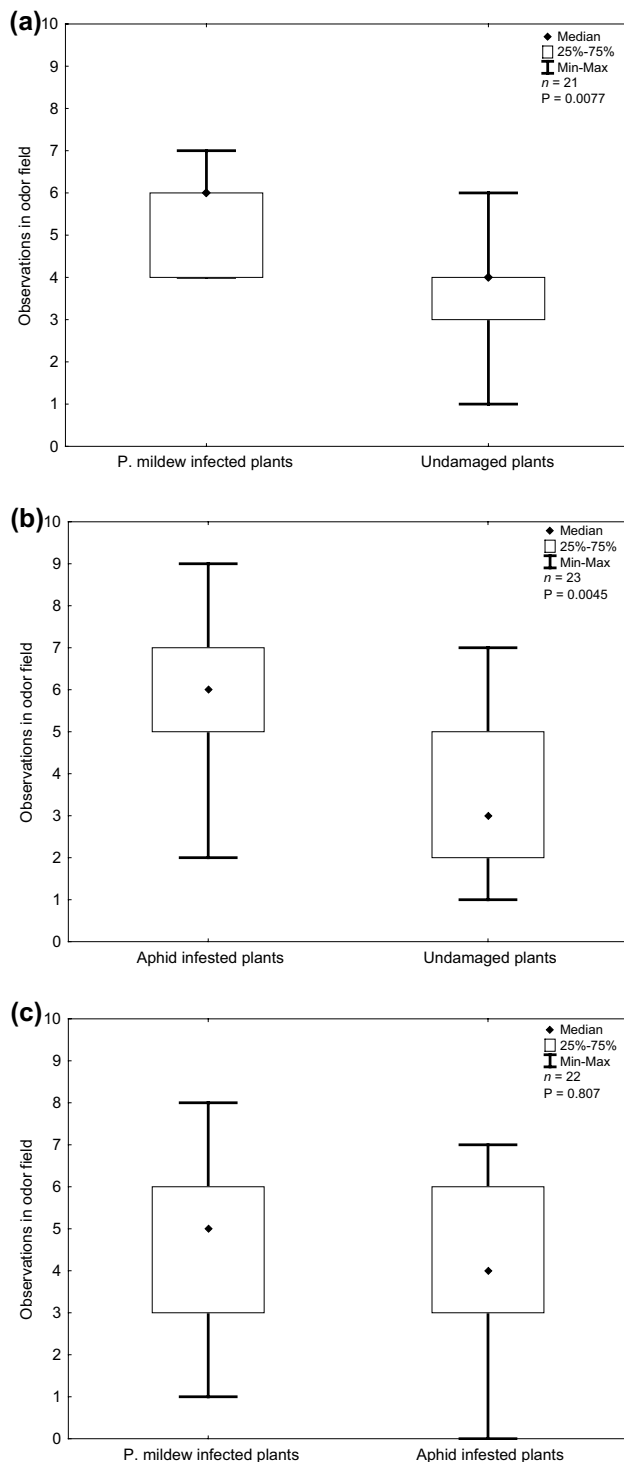 (a)
10
9
8
7
6
5
4
3
2
1
0
Observations in odor field
Median
25%-75%
Min-Max
n = 21
P = 0.0077
P. mildew infected plants
Undamaged plants
(b)
10
9
8
7
6
5
4
3
2
1
0
Observations in odor field
Median
25%-75%
Min-Max
n = 23
P = 0.0045
Aphid infested plants
Undamaged plants
(c)
10
9
8
7
6
5
4
3
2
1
0
Observations in odor field
Median
25%-75%
Min-Max
n = 22
P = 0.807
P. mildew infected plants
Aphid infested plants